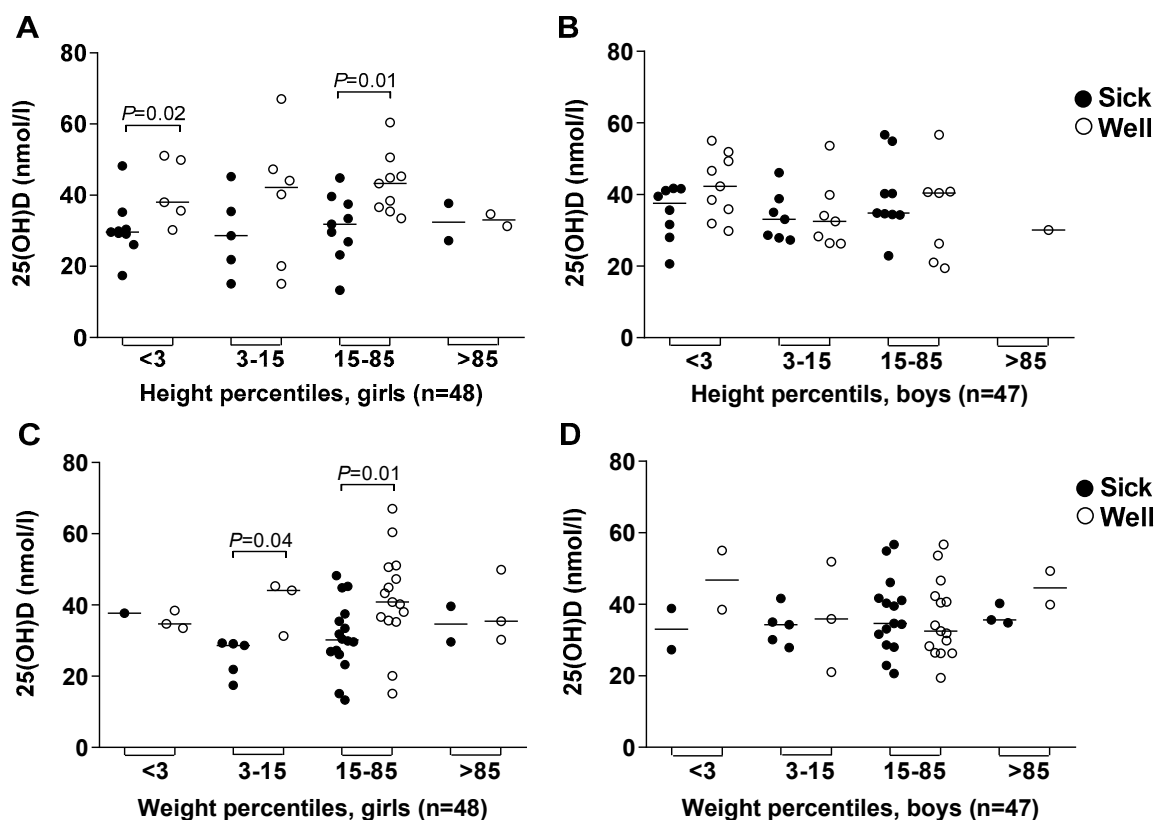 A
B
80
60
40
20
0
25(OH)D (nmol/l)
P=0.02
P=0.01
<3
3-15
15-85
>85
Height percentiles, girls (n=48)
80
60
40
20
0
25(OH)D (nmol/l)
<3
3-15
15-85
>85
Height percentils, boys (n=47)
Sick
Well
C
D
80
60
40
20
0
25(OH)D (nmol/l)
P=0.04
P=0.01
<3
3-15
15-85
>85
Weight percentiles, girls (n=48)
80
60
40
20
0
25(OH)D (nmol/l)
<3
3-15
15-85
>85
Weight percentiles, boys (n=47)
Sick
Well